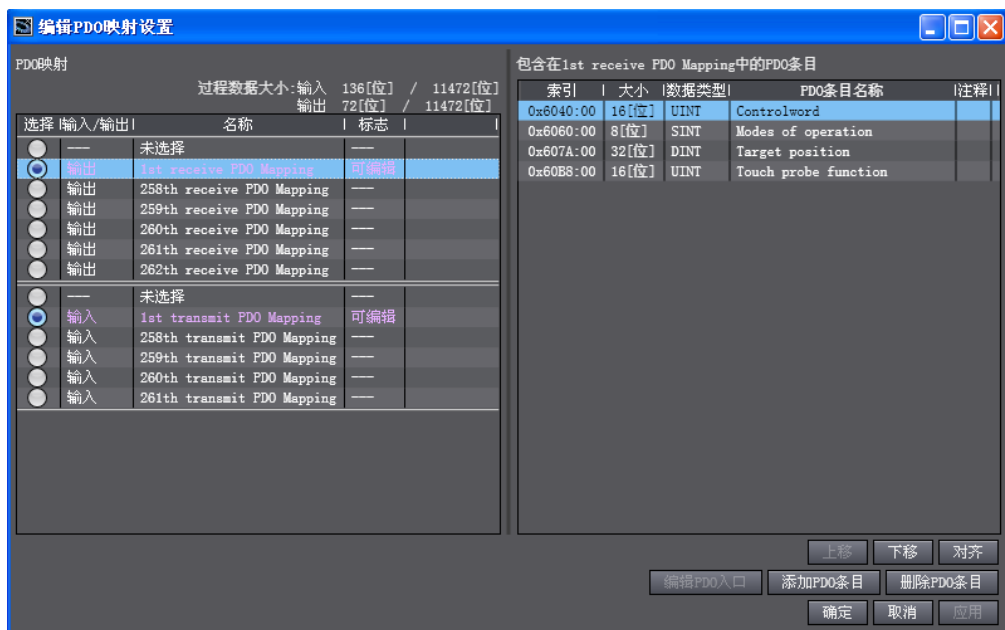 编辑PDO映射设置
PDO映射
过程数据大小:输入 136[位] / 11472[位]
输出 72[位] / 11472[位]
选择 输入/输出 名称 标志
--- 未选择 ---
输出 1st receive PDO Mapping 可编辑
输出 258th receive PDO Mapping ---
输出 259th receive PDO Mapping ---
输出 260th receive PDO Mapping ---
输出 261th receive PDO Mapping ---
输出 262th receive PDO Mapping ---
--- 未选择 ---
输入 1st transmit PDO Mapping 可编辑
输入 258th transmit PDO Mapping ---
输入 259th transmit PDO Mapping ---
输入 260th transmit PDO Mapping ---
输入 261th transmit PDO Mapping ---
包含在1st receive PDO Mapping中的PDO条目
索引 大小 数据类型 PDO条目名称 注释
0x6040:00 16[位] UINT Controlword
0x6060:00 8[位] SINT Modes of operation
0x607A:00 32[位] DINT Target position
0x60B8:00 16[位] UINT Touch probe function
上移 下移 对齐
编辑PDO入口 添加PDO条目 删除PDO条目
确定 取消 应用